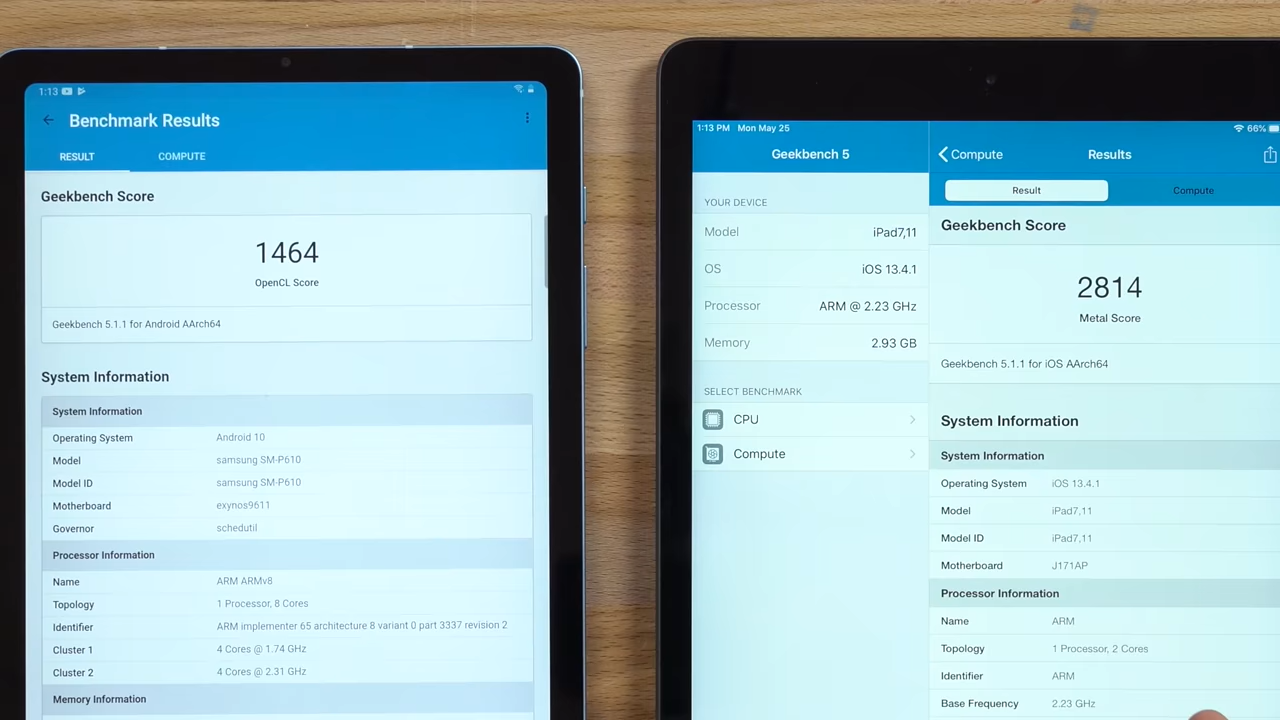 1:13
Benchmark Results
RESULT COMPUTE
Geekbench Score
1464
OpenCL Score
Geekbench 5.1.1 for Android AArch64
System Information
System Information
Operating System Android 10
Model samsung SM-P610
Model ID samsung SM-P610
Motherboard exynos9611
Governor schedutil
Processor Information
Name ARM ARMv8
Topology 1 Processor, 8 Cores
Identifier ARM implementer 65 architecture 8 variant 0 part 3337 revision 2
Cluster 1 4 Cores @ 1.74 GHz
Cluster 2 4 Cores @ 2.31 GHz
Memory Information
1:13 PM Mon May 25
66%
Geekbench 5
YOUR DEVICE
Model iPad7,11
OS iOS 13.4.1
Processor ARM @ 2.23 GHz
Memory 2.93 GB
SELECT BENCHMARK
CPU
Compute
Compute Results
Result Compute
Geekbench Score
2814
Metal Score
Geekbench 5.1.1 for iOS AArch64
System Information
System Information
Operating System iOS 13.4.1
Model iPad7,11
Model ID iPad7,11
Motherboard J171AP
Processor Information
Name ARM
Topology 1 Processor, 2 Cores
Identifier ARM
Base Frequency 2.23 GHz